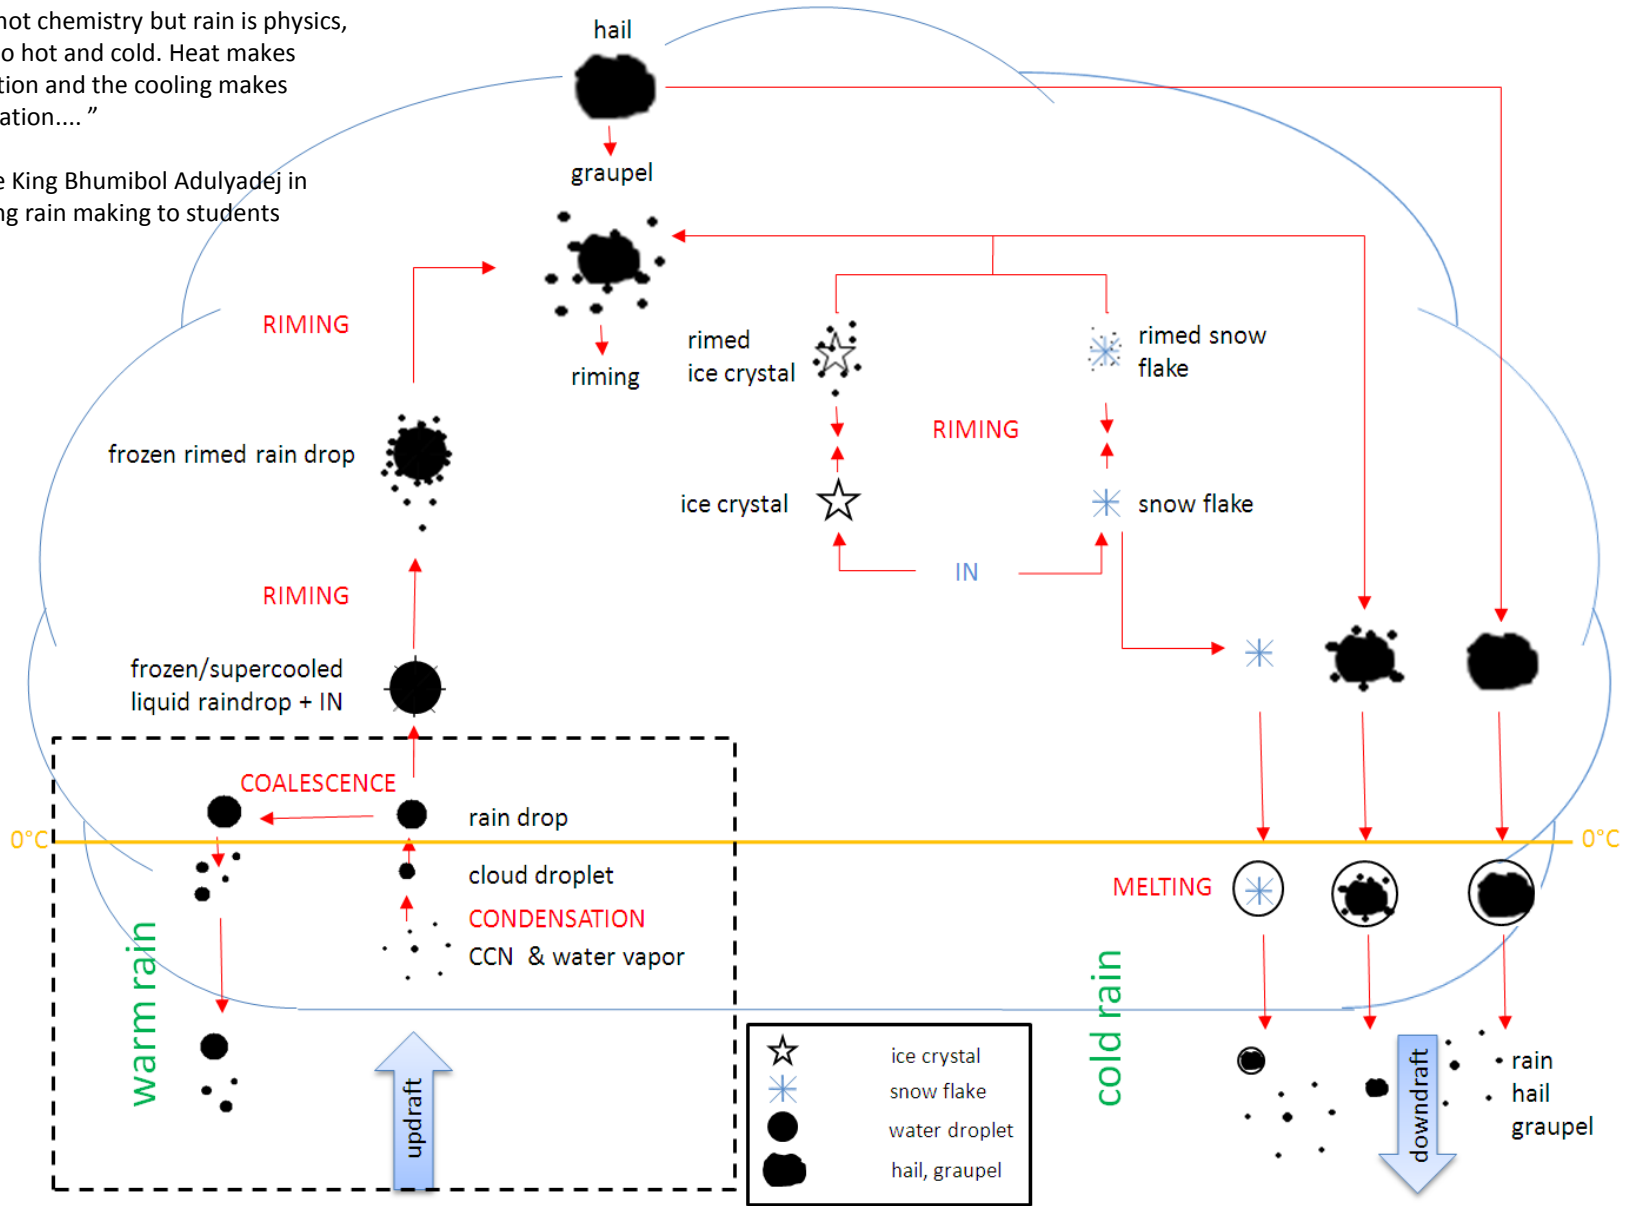 not chemistry but rain is physics,
o hot and cold. Heat makes
tion and the cooling makes
ation.... ”
e King Bhumibol Adulyadej in
ng rain making to students
hail
graupel
RIMING
riming
rimed
ice crystal
rimed snow
flake
RIMING
frozen rimed rain drop
ice crystal
snow flake
IN
RIMING
frozen/supercooled
liquid raindrop + IN
COALESCENCE
rain drop
0°C
0°C
cloud droplet
CONDENSATION
CCN & water vapor
MELTING
warm rain
cold rain
updraft
downdraft
ice crystal
snow flake
water droplet
hail, graupel
rain
hail
graupel